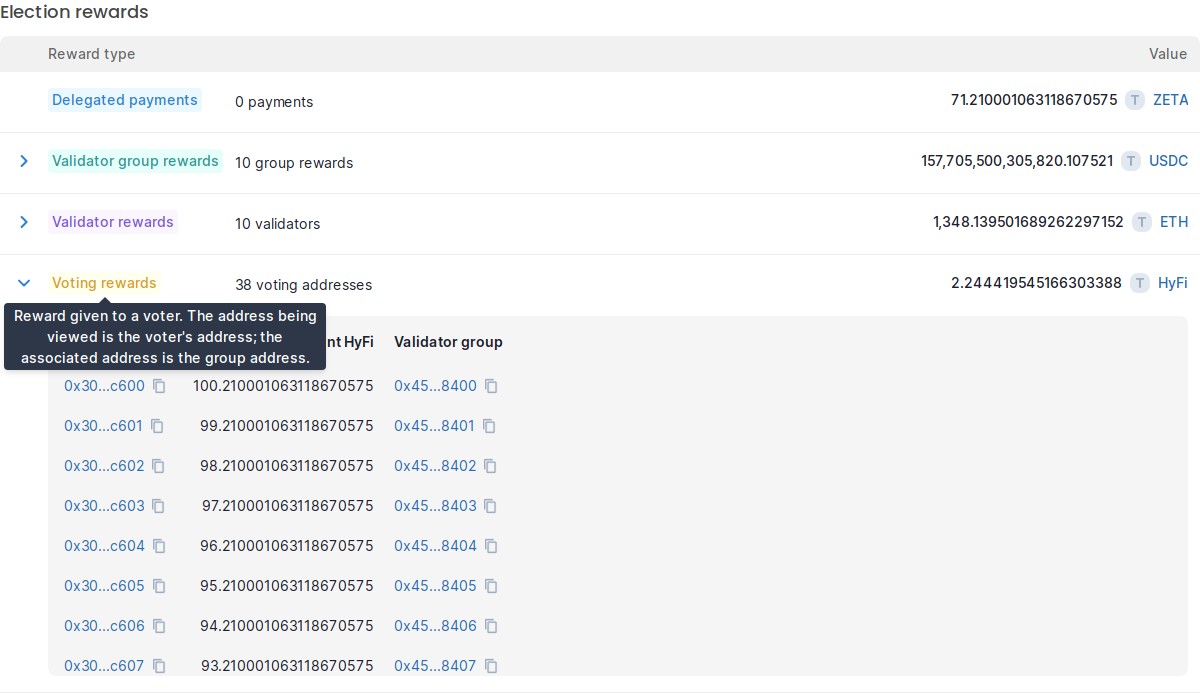 Election rewards
Reward type Value
Delegated payments 0 payments 71.210001063118670575 T ZETA
Validator group rewards 10 group rewards 157,705,500,305,820.107521 T USDC
Validator rewards 10 validators 1,348.139501689262297152 T ETH
Voting rewards 38 voting addresses 2.244419545166303388 T HyFi
Reward given to a voter. The address being
viewed is the voter's address; the
associated address is the group address.
HyFi Validator group
0x30...c600 100.210001063118670575 0x45...8400
0x30...c601 99.210001063118670575 0x45...8401
0x30...c602 98.210001063118670575 0x45...8402
0x30...c603 97.210001063118670575 0x45...8403
0x30...c604 96.210001063118670575 0x45...8404
0x30...c605 95.210001063118670575 0x45...8405
0x30...c606 94.210001063118670575 0x45...8406
0x30...c607 93.210001063118670575 0x45...8407